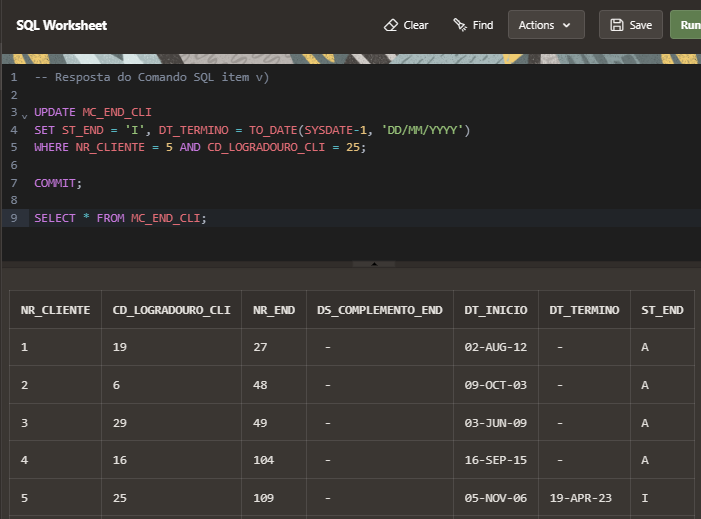 SQL Worksheet Clear Find Actions Save Run
1 -- Resposta do Comando SQL item v)
2
3 UPDATE MC_END_CLI
4 SET ST_END = 'I', DT_TERMINO = TO_DATE(SYSDATE-1, 'DD/MM/YYYY')
5 WHERE NR_CLIENTE = 5 AND CD_LOGRADOURO_CLI = 25;
6
7 COMMIT;
8
9 SELECT * FROM MC_END_CLI;
NR_CLIENTE CD_LOGRADOURO_CLI NR_END DS_COMPLEMENTO_END DT_INICIO DT_TERMINO ST_END
1 19 27 - 02-AUG-12 - A
2 6 48 - 09-OCT-03 - A
3 29 49 - 03-JUN-09 - A
4 16 104 - 16-SEP-15 - A
5 25 109 - 05-NOV-06 19-APR-23 I